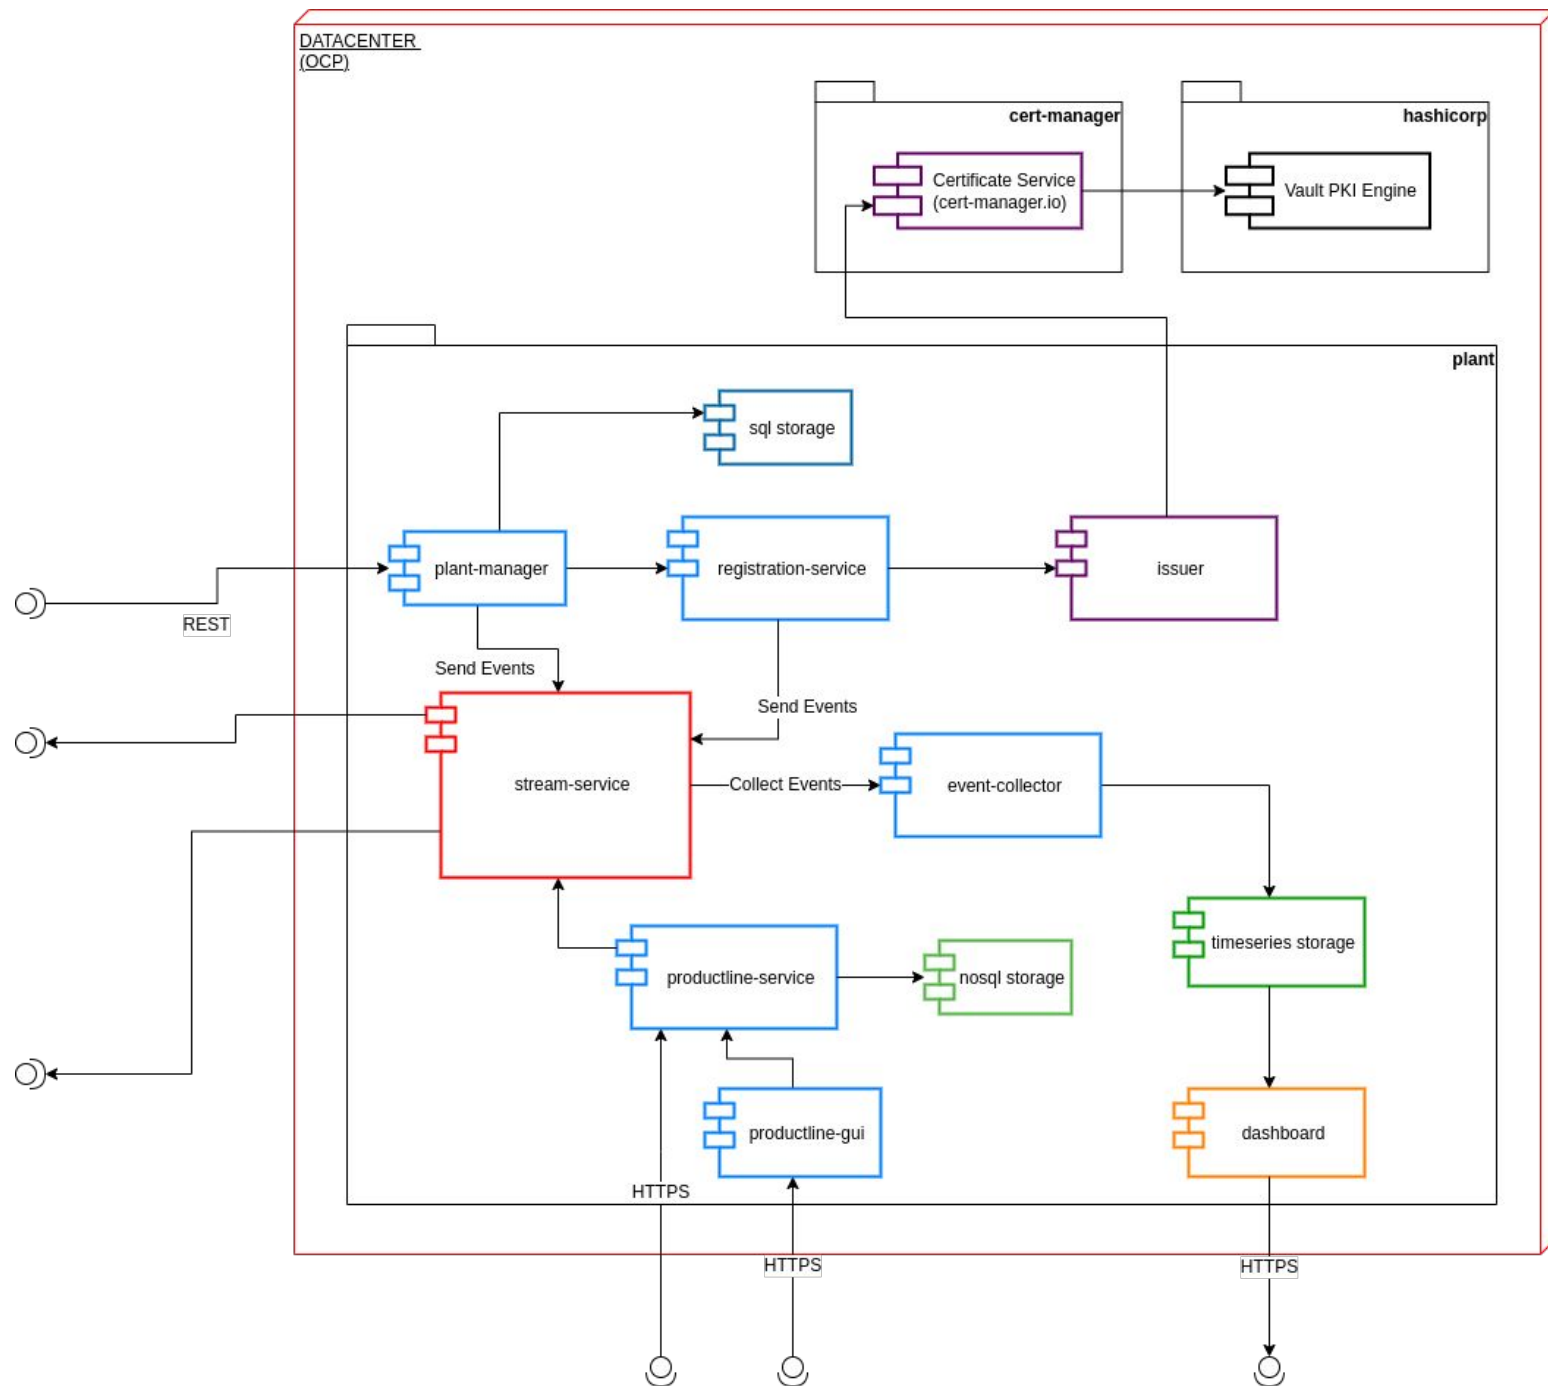 DATACENTER
(OCP)
cert-manager
hashicorp
Certificate Service
(cert-manager.io)
Vault PKI Engine
plant
sql storage
plant-manager
registration-service
issuer
REST
Send Events
Send Events
stream-service
Collect Events
event-collector
timeseries storage
productline-service
nosql storage
productline-gui
dashboard
HTTPS
HTTPS
HTTPS